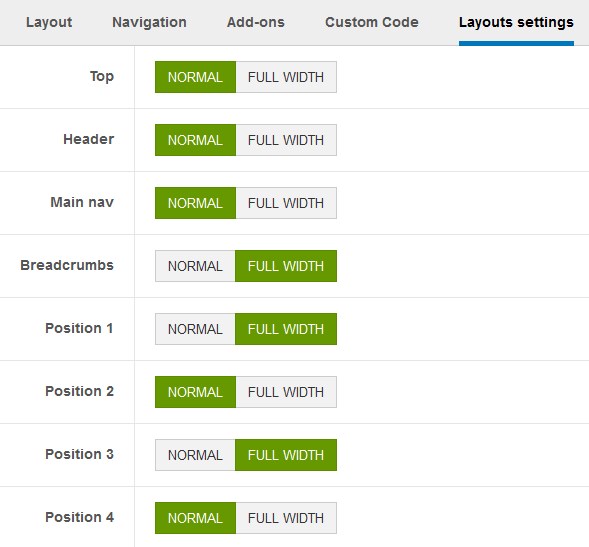 Layout Navigation Add-ons Custom Code Layouts settings
Top NORMAL FULL WIDTH
Header NORMAL FULL WIDTH
Main nav NORMAL FULL WIDTH
Breadcrumbs NORMAL FULL WIDTH
Position 1 NORMAL FULL WIDTH
Position 2 NORMAL FULL WIDTH
Position 3 NORMAL FULL WIDTH
Position 4 NORMAL FULL WIDTH